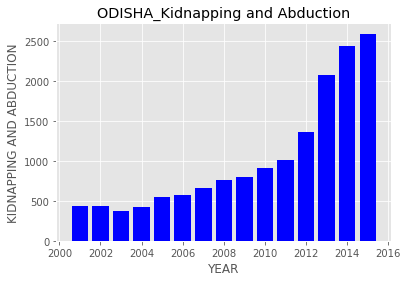 ODISHA_Kidnapping and Abduction
KIDNAPPING AND ABDUCTION
2500
2000
1500
1000
500
0
2000 2002 2004 2006 2008 2010 2012 2014 2016
YEAR